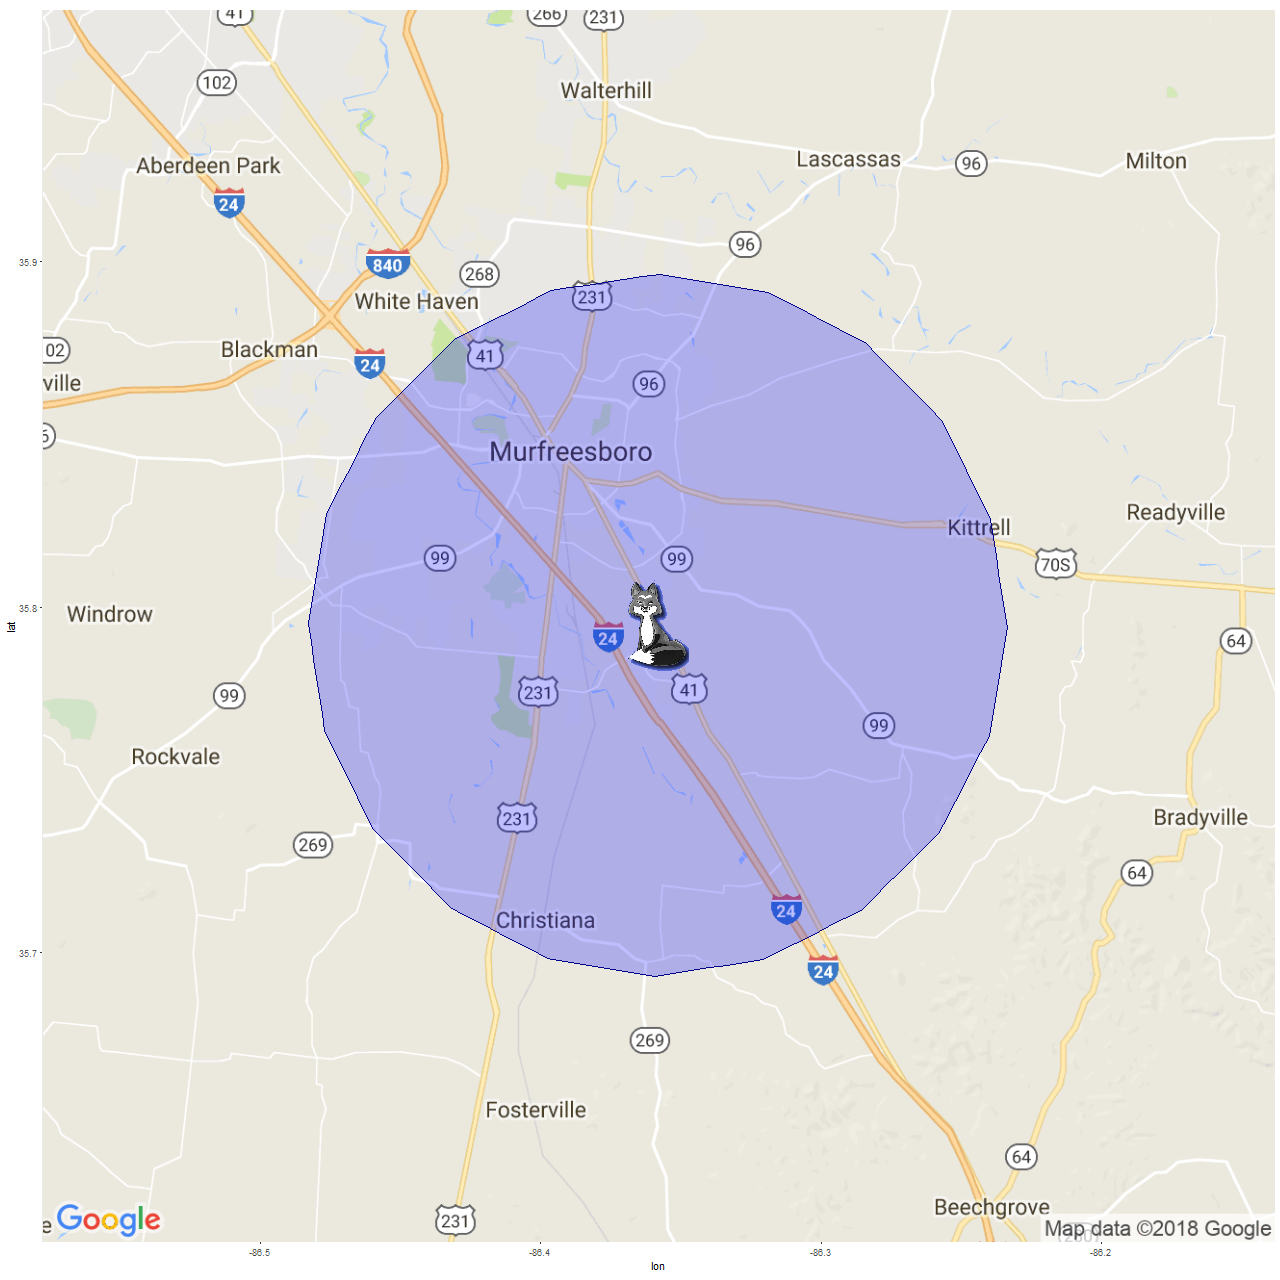 41
266
231
102
Walterhill
Aberdeen Park
Lascassas
96
Milton
24
96
35.9
840
268
White Haven
231
02
Blackman
41
24
ville
96
Murfreesboro
Kittrell
Readyville
99
99
70S
35.8
Windrow
lat
24
64
99
231
41
99
Rockvale
231
Bradyville
269
64
24
Christiana
35.7
24
269
Fosterville
64
Beechgrove
e
Google
231
Map data ©2018 Google
-86.5
-86.4
-86.3
-86.2
lon